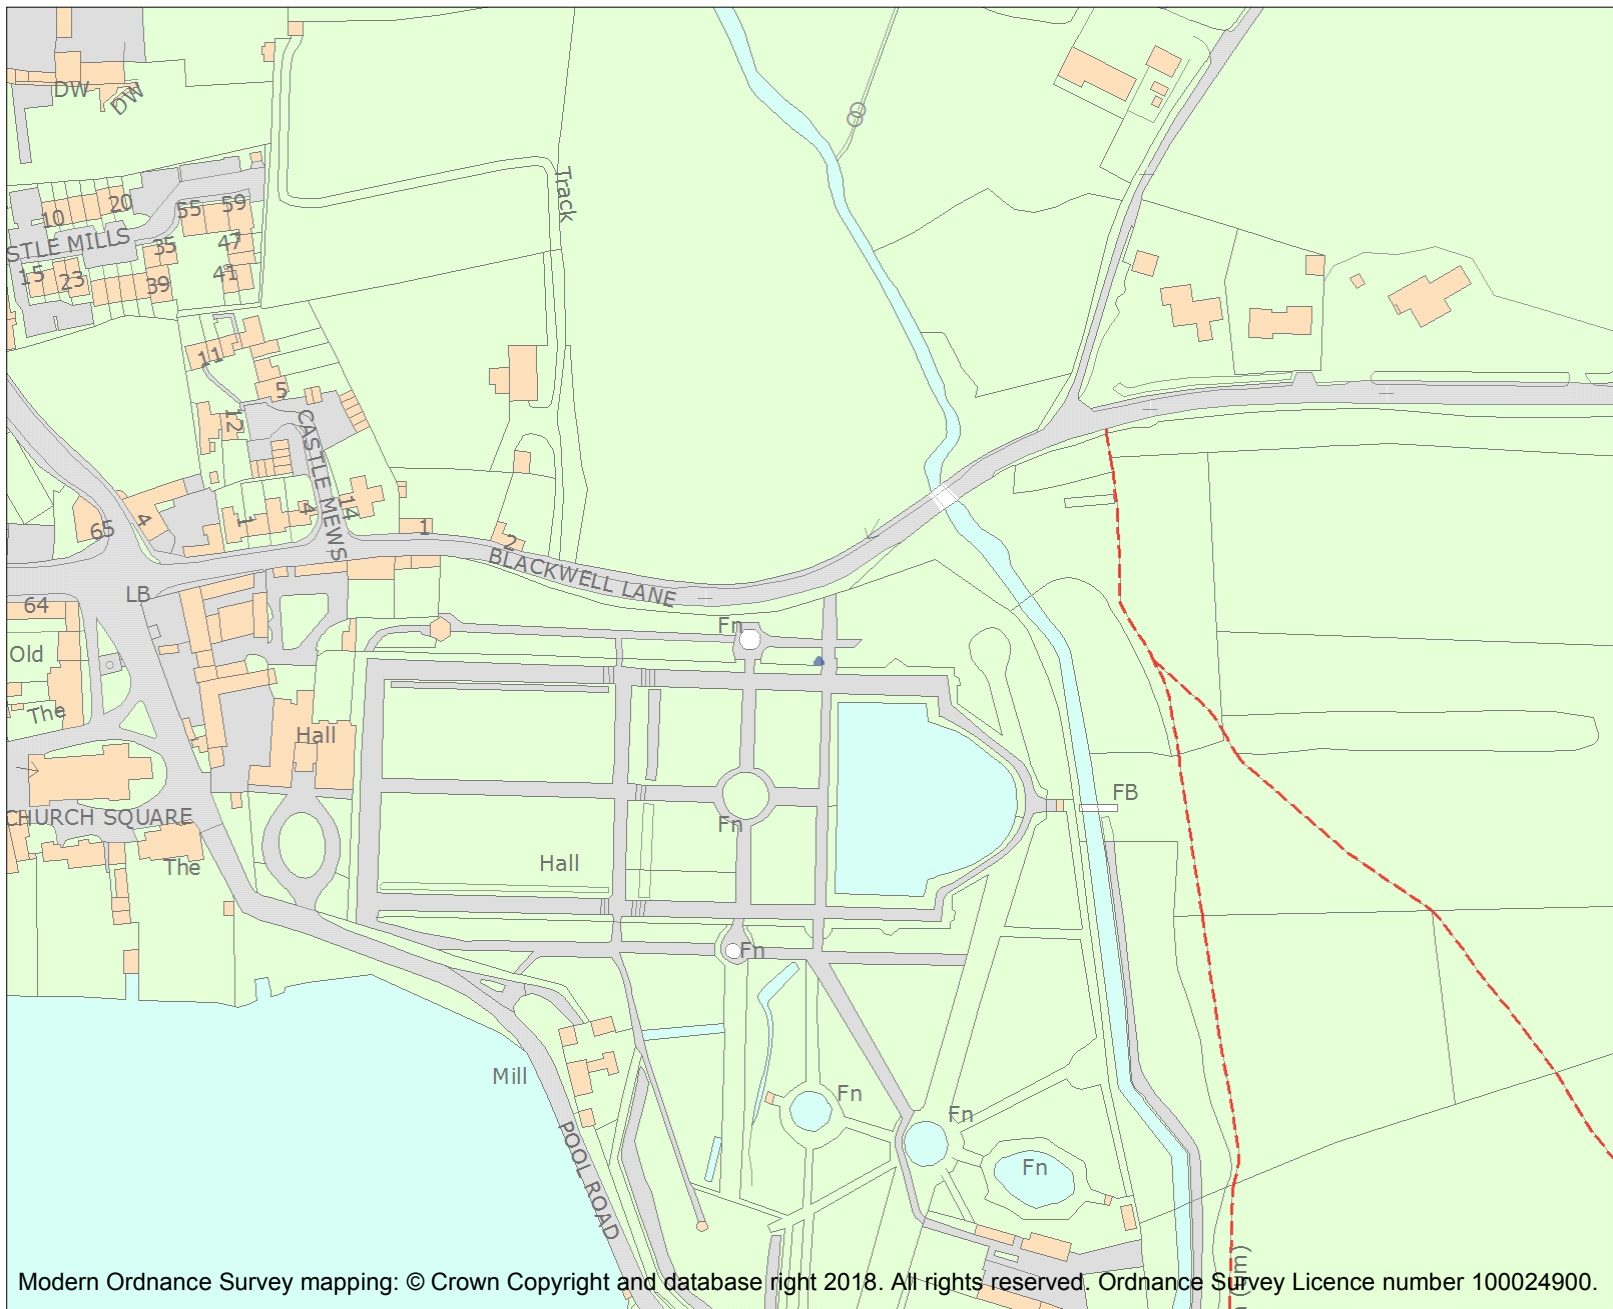 DW
DW
Track
10
20
55
59
STLE MILLS
35
47
15
23
39
41
11
5
12
CASTLE MEWS
14
4
1
1
4
65
2
BLACKWELL LANE
LB
64
Fn
Old
The
Hall
FB
CHURCH SQUARE
Fn
The
Hall
Fn
Mill
Fn
Fn
POOL ROAD
Fn
Modern Ordnance Survey mapping: © Crown Copyright and database right 2018. All rights reserved. Ordnance Survey Licence number 100024900.